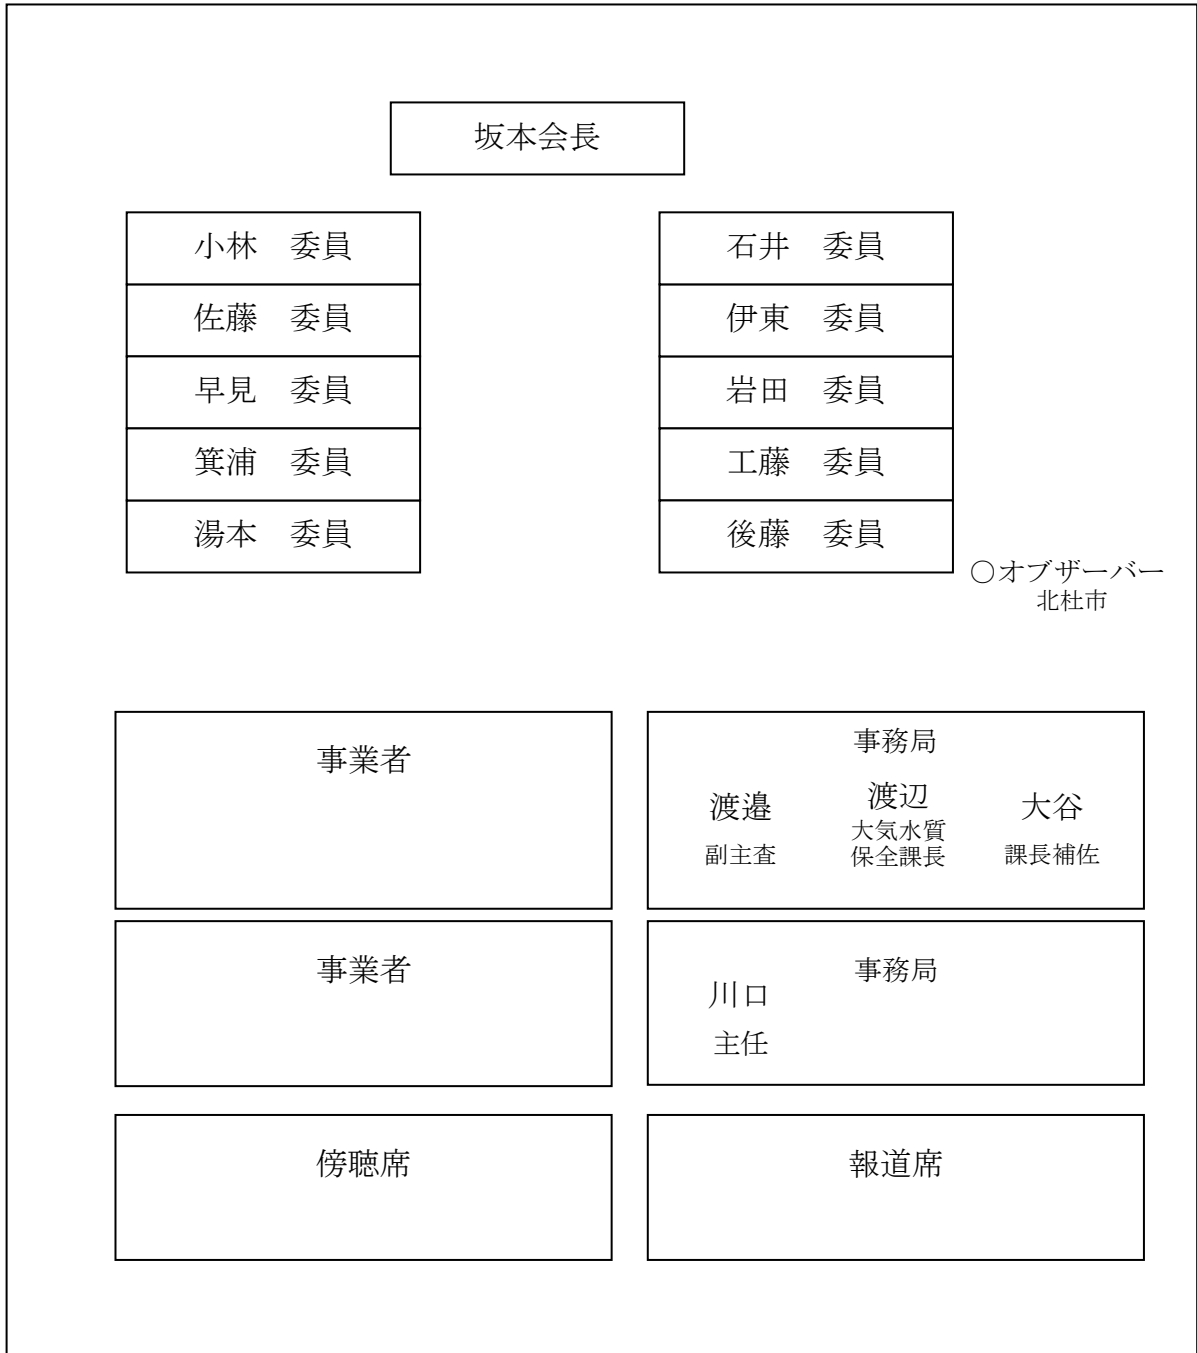 坂本会長
小林　委員
佐藤　委員
早見　委員
箕浦　委員
湯本　委員
石井　委員
伊東　委員
岩田　委員
工藤　委員
後藤　委員
○オブザーバー
北杜市
事業者
事務局
渡邉
副主査
渡辺
大気水質
保全課長
大谷
課長補佐
事業者
事務局
川口
主任
傍聴席
報道席